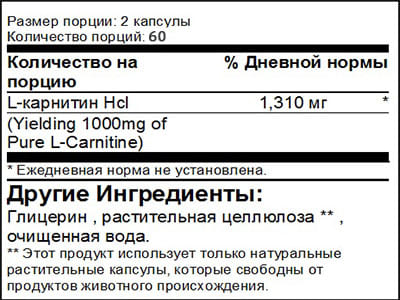 Размер порции: 2 капсулы
Количество порций: 60
Количество на % Дневной нормы
порцию
L-карнитин Hcl 1,310 мг *
(Yielding 1000mg of
Pure L-Carnitine)
* Ежедневная норма не установлена.
Другие Ингредиенты:
Глицерин , растительная целлюлоза ** ,
очищенная вода.
** Этот продукт использует только натуральные
растительные капсулы, которые свободны от
продуктов животного происхождения.